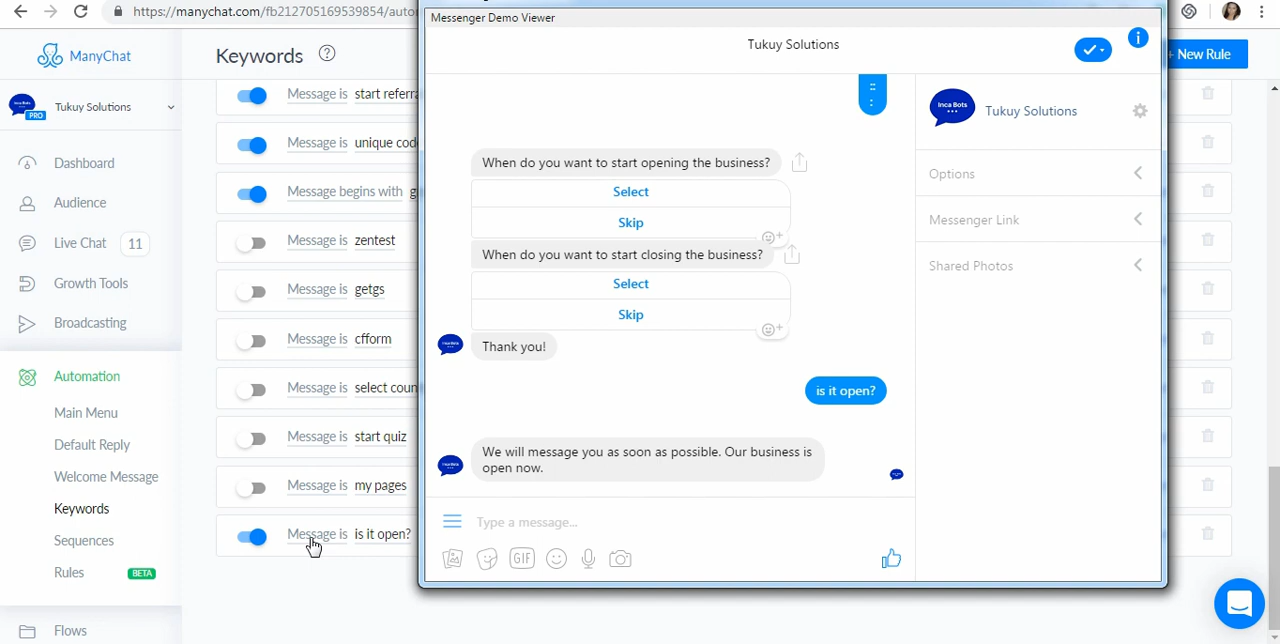 https://manychat.com/fb212705169539854/auto
Messenger Demo Viewer
ManyChat
Keywords
?
Tukuy Solutions
i
New Rule
Inca Bots
PRO
Tukuy Solutions
Message is start referra
Inca Bots
Tukuy Solutions
Message is unique cod
Dashboard
When do you want to start opening the business?
Options
Message begins with
Select
Audience
Skip
Messenger Link
Live Chat 11
Message is zentest
When do you want to start closing the business?
Shared Photos
Growth Tools
Message is getgs
Select
Broadcasting
Skip
Message is cfform
Thank you!
Automation
Message is select coun
is it open?
Main Menu
Default Reply
Message is start quiz
We will message you as soon as possible. Our business is
open now.
Welcome Message
Message is my pages
Keywords
Type a message...
Message is is it open?
Sequences
GIF
Rules BETA
Flows